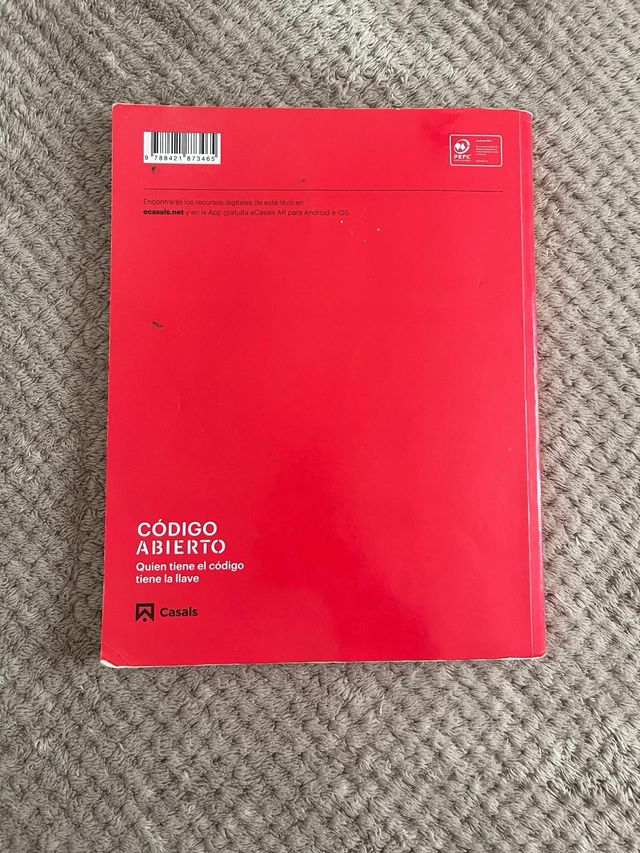 9 788421 873465
PEFC
Encontrarás los recursos digitales de este libro en
ecasals.net y en la App gratuita eCasals AR para Android e iOS.
CÓDIGO
ABIERTO
Quien tiene el código
tiene la llave
Casals